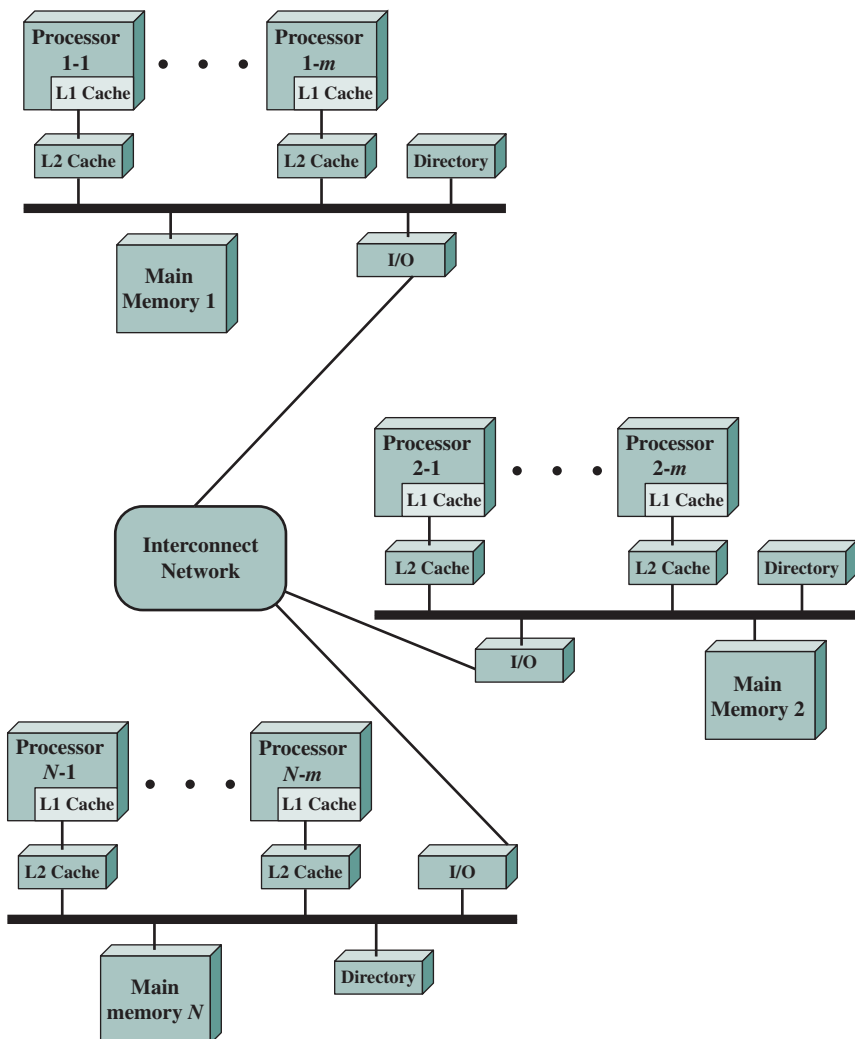 Processor
1-1
L1 Cache
Processor
1-m
L1 Cache
L2 Cache
L2 Cache
Directory
Main
Memory 1
I/O
Processor
2-1
L1 Cache
Processor
2-m
L1 Cache
Interconnect
Network
L2 Cache
L2 Cache
Directory
I/O
Main
Memory 2
Processor
N-1
L1 Cache
Processor
N-m
L1 Cache
L2 Cache
L2 Cache
I/O
Main
memory N
Directory